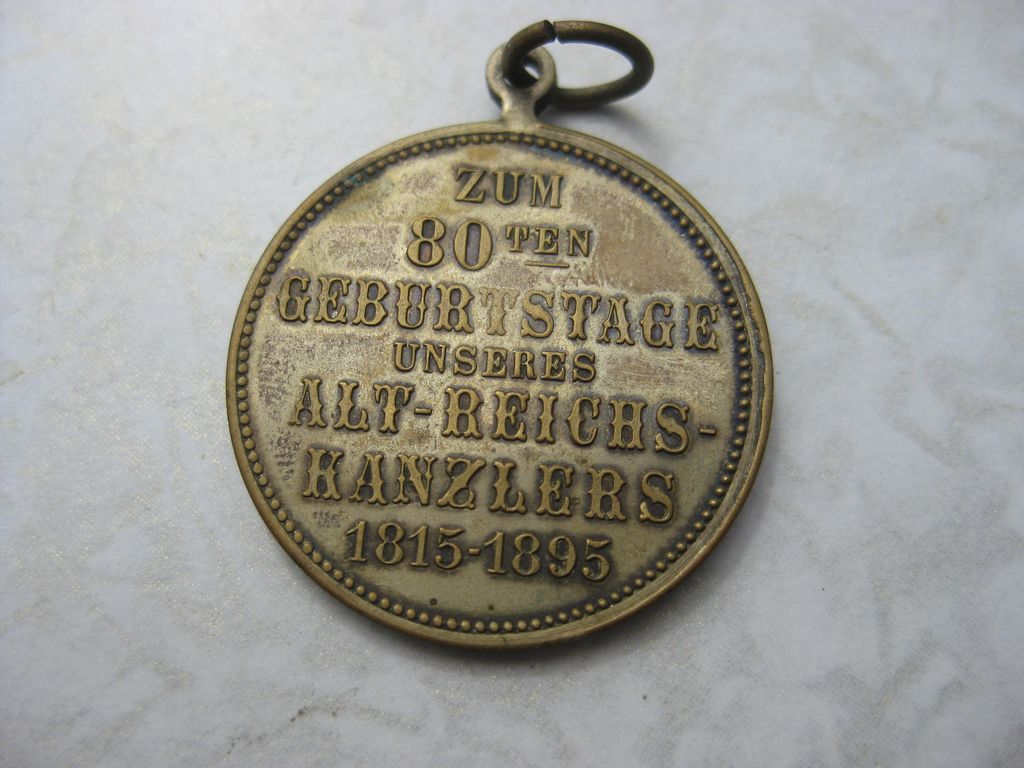 ZUM
80TEN
GEBURTSTAGE
UNSERES
ALT-REICHS-
KANZLERS
1815-1895